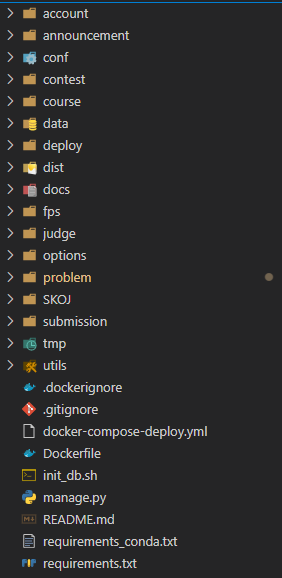 account
announcement
conf
contest
course
data
deploy
dist
docs
fps
judge
options
problem
SKOJ
submission
tmp
utils
.dockerignore
.gitignore
docker-compose-deploy.yml
Dockerfile
init_db.sh
manage.py
README.md
requirements_conda.txt
requirements.txt